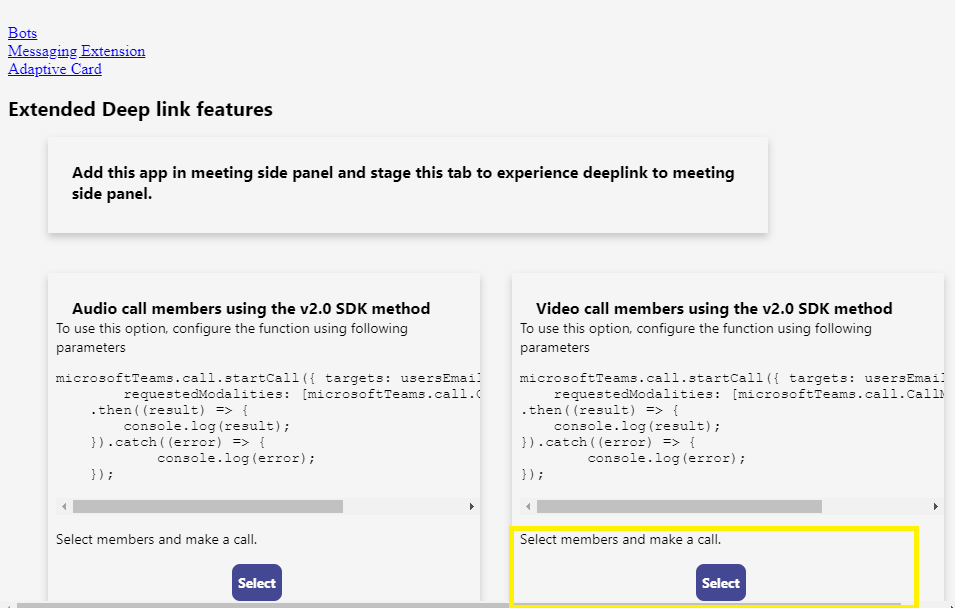 Bots
Messaging Extension
Adaptive Card
Extended Deep link features
Add this app in meeting side panel and stage this tab to experience deeplink to meeting
side panel.
Audio call members using the v2.0 SDK method
To use this option, configure the function using following
parameters
microsoftTeams.call.startCall({ targets: usersEmail
requestedModalities: [microsoftTeams.call.C
.then((result) => {
console.log(result);
}).catch((error) => {
console.log(error);
});
Select members and make a call.
Select
Video call members using the v2.0 SDK method
To use this option, configure the function using following
parameters
microsoftTeams.call.startCall({ targets: usersEmail
requestedModalities: [microsoftTeams.call.CallM
.then((result) => {
console.log(result);
}).catch((error) => {
console.log(error);
});
Select members and make a call.
Select